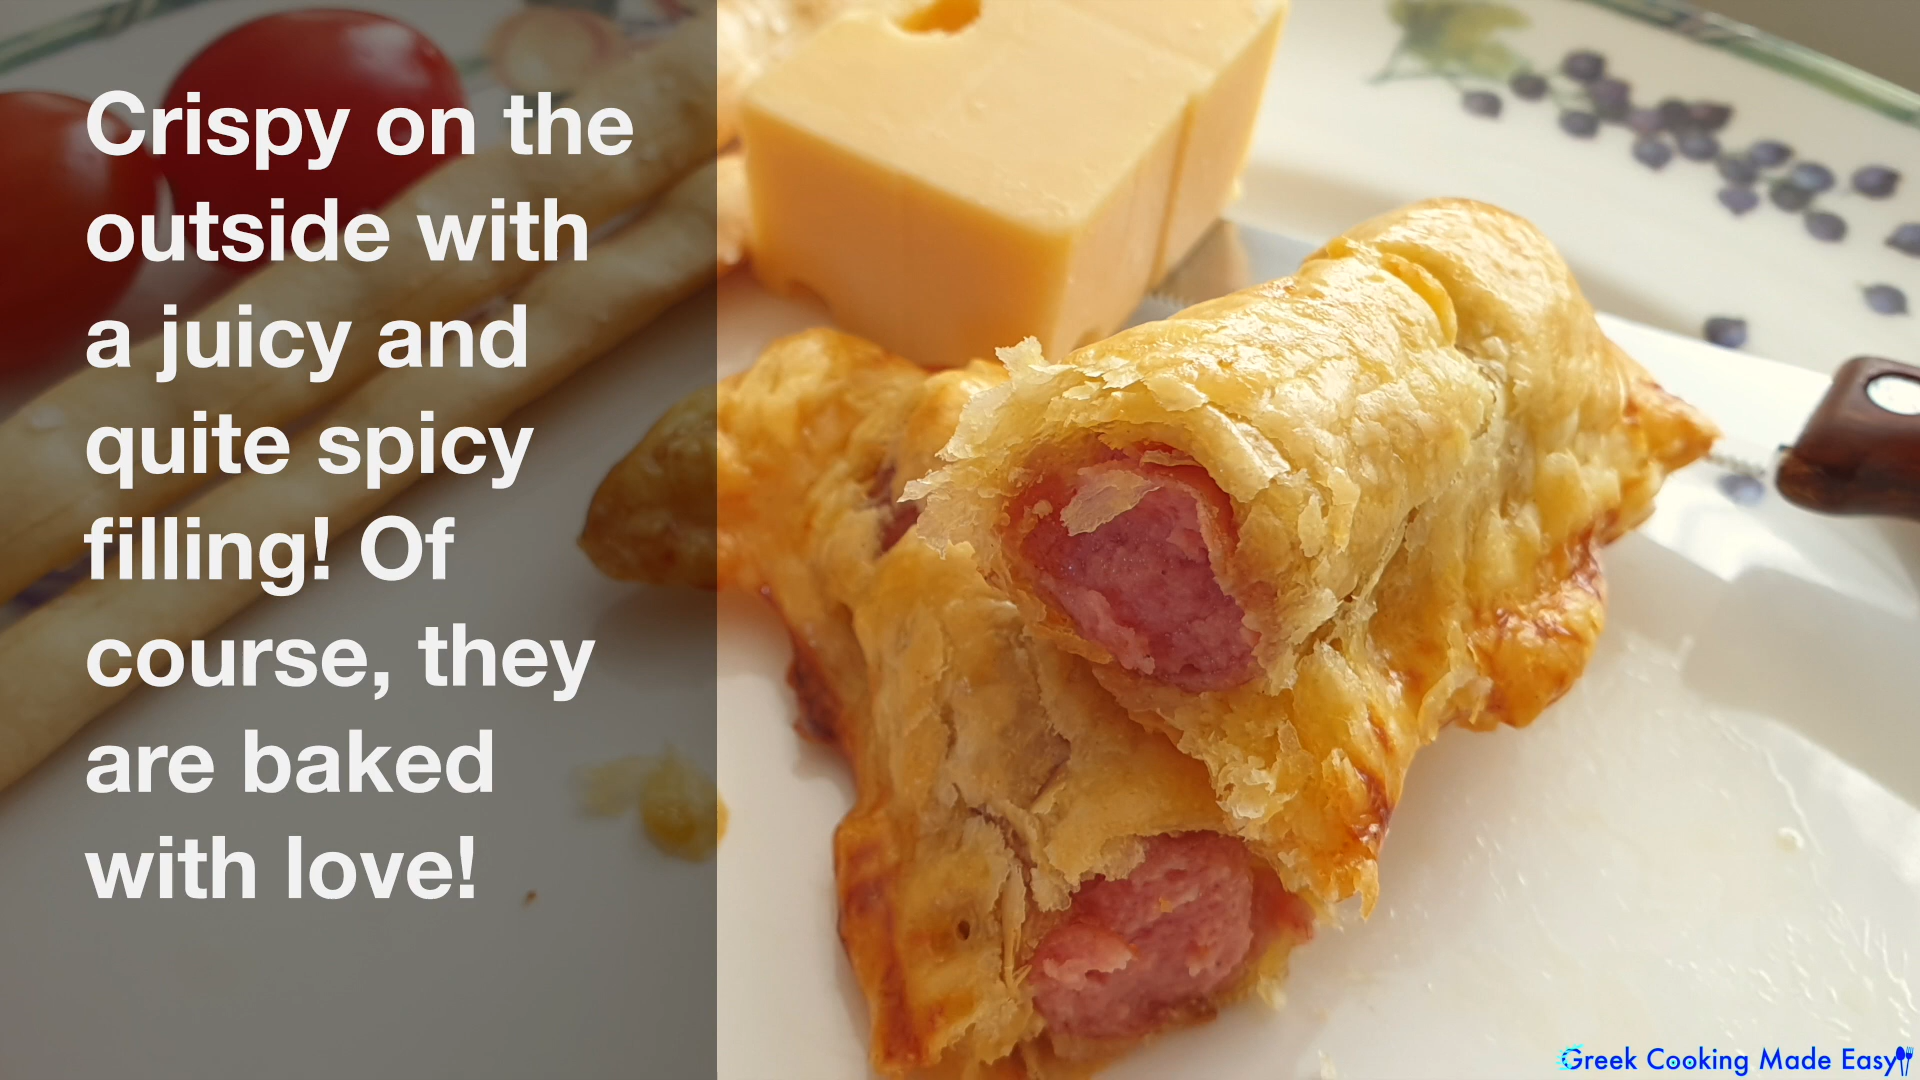 Crispy on the
outside with
a juicy and
quite spicy
filling! Of
course, they
are baked
with love!
Greek Cooking Made Easy